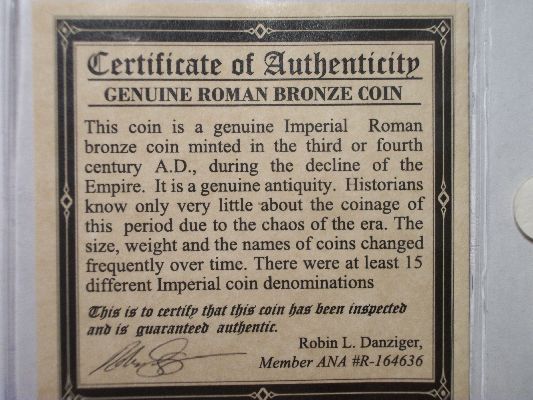 Certificate of Authenticity
GENUINE ROMAN BRONZE COIN
This coin is a genuine Imperial Roman
bronze coin minted in the third or fourth
century A.D., during the decline of the
Empire. It is a genuine antiquity. Historians
know only very little about the coinage of
this period due to the chaos of the era. The
size, weight and the names of coins changed
frequently over time. There were at least 15
different Imperial coin denominations
This is to certify that this coin has been inspected
and is guaranteed authentic.
Robin L. Danziger,
Member ANA #R-164636